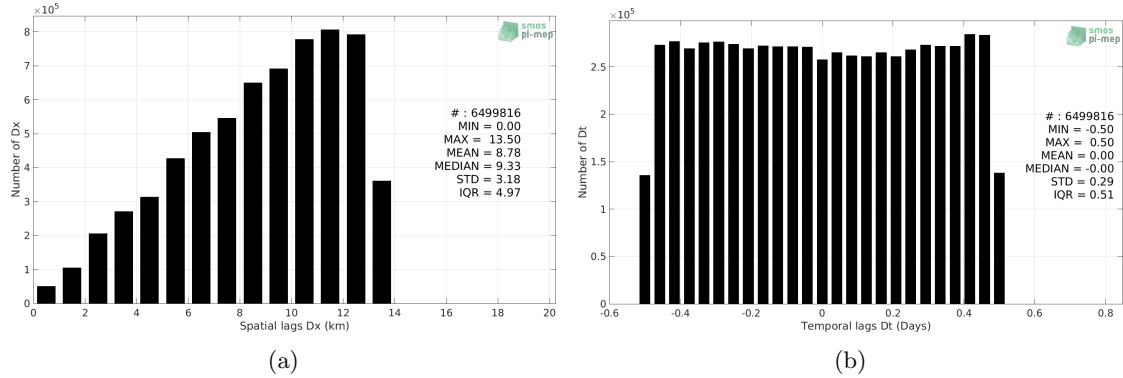 ×10⁵
8
7
6
5
4
3
2
1
0
Number of Dx
0 2 4 6 8 10 12 14 16 18 20
Spatial lags Dx (km)
smos
pi-mep
# : 6499816
MIN = 0.00
MAX = 13.50
MEAN = 8.78
MEDIAN = 9.33
STD = 3.18
IQR = 4.97
(a)
×10⁵
2.5
2
1.5
1
0.5
0
Number of Dt
-0.6 -0.4 -0.2 0 0.2 0.4 0.6 0.8
Temporal lags Dt (Days)
smos
pi-mep
# : 6499816
MIN = -0.50
MAX = 0.50
MEAN = 0.00
MEDIAN = -0.00
STD = 0.29
IQR = 0.51
(b)